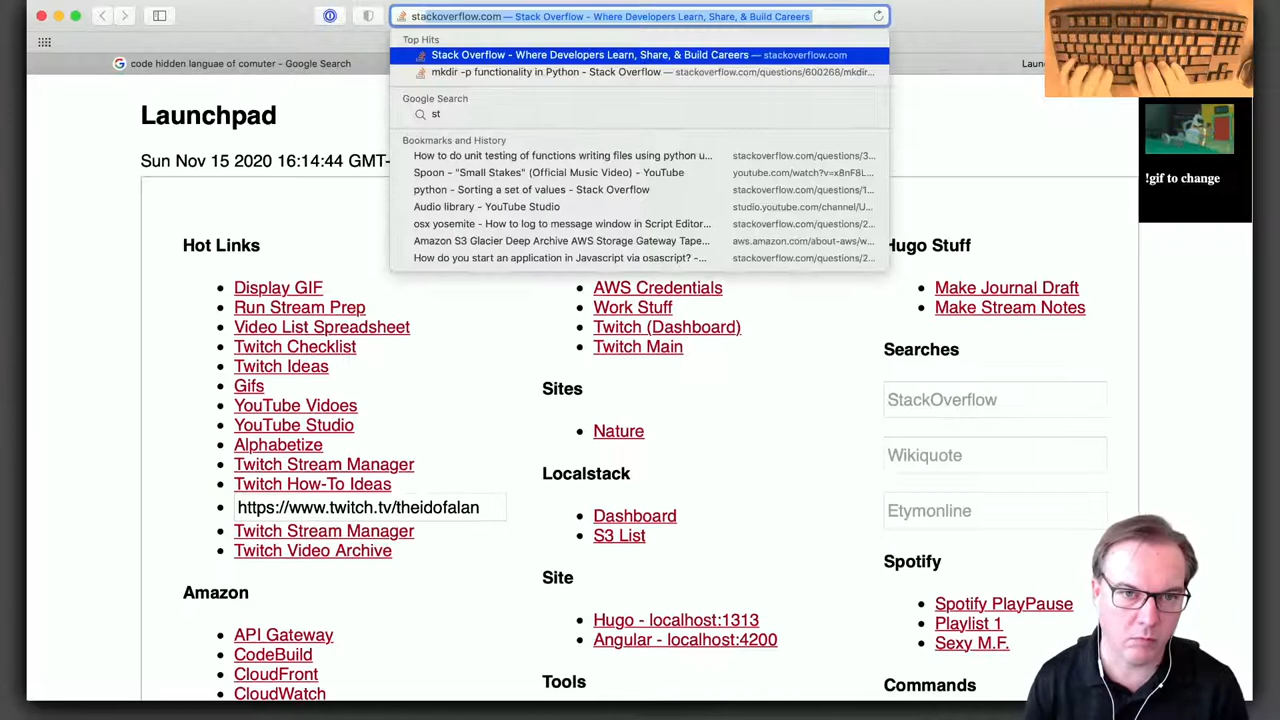 stackoverflow.com — Stack Overflow - Where Developers Learn, Share, & Build Careers
Top Hits
Stack Overflow - Where Developers Learn, Share, & Build Careers — stackoverflow.com
mkdir -p functionality in Python - Stack Overflow — stackoverflow.com/questions/600268/mkdir...
Google Search
st
Bookmarks and History
How to do unit testing of functions writing files using python u... stackoverflow.com/questions/3...
Spoon - "Small Stakes" (Official Music Video) - YouTube youtube.com/watch?v=x8nF8L...
python - Sorting a set of values - Stack Overflow stackoverflow.com/questions/1...
Audio library - YouTube Studio studio.youtube.com/channel/U...
osx yosemite - How to log to message window in Script Editor... stackoverflow.com/questions/2...
Amazon S3 Glacier Deep Archive AWS Storage Gateway Tape... aws.amazon.com/about-aws/w...
How do you start an application in Javascript via osascript? -... stackoverflow.com/questions/2...
code hidden languae of comuter - Google Search
Laun
!gif to change
Launchpad
Sun Nov 15 2020 16:14:44 GMT-
Hot Links
Display GIF
Run Stream Prep
Video List Spreadsheet
Twitch Checklist
Twitch Ideas
Gifs
YouTube Vidoes
YouTube Studio
Alphabetize
Twitch Stream Manager
Twitch How-To Ideas
https://www.twitch.tv/theidofalan
Twitch Stream Manager
Twitch Video Archive
Amazon
API Gateway
CodeBuild
CloudFront
CloudWatch
AWS Credentials
Work Stuff
Twitch (Dashboard)
Twitch Main
Sites
Nature
Localstack
Dashboard
S3 List
Site
Hugo - localhost:1313
Angular - localhost:4200
Tools
Hugo Stuff
Make Journal Draft
Make Stream Notes
Searches
StackOverflow
Wikiquote
Etymonline
Spotify
Spotify PlayPause
Playlist 1
Sexy M.F.
Commands